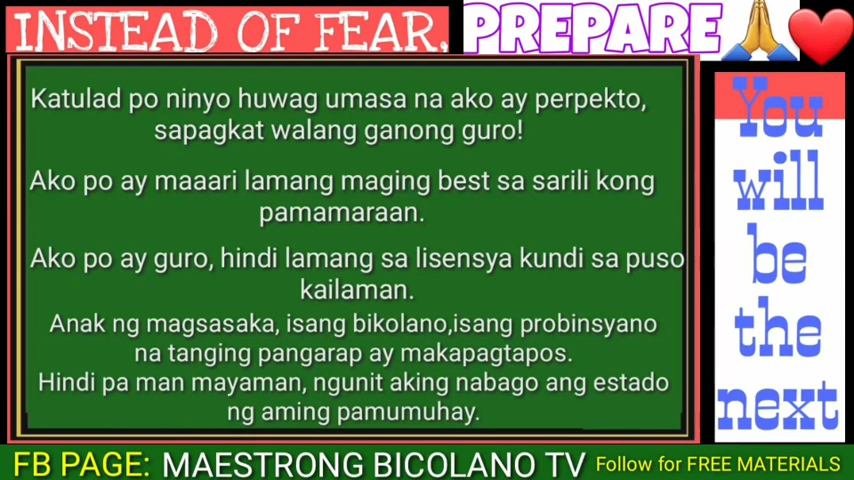 INSTEAD OF FEAR, PREPARE
Katulad po ninyo huwag umasa na ako ay perpekto,
sapagkat walang ganong guro!
Ako po ay maaari lamang maging best sa sarili kong
pamamaraan.
Ako po ay guro, hindi lamang sa lisensya kundi sa puso
kailaman.
Anak ng magsasaka, isang bikolano,isang probinsyano
na tanging pangarap ay makapagtapos.
Hindi pa man mayaman, ngunit aking nabago ang estado
ng aming pamumuhay.
You
will
be
the
next
FB PAGE: MAESTRONG BICOLANO TV Follow for FREE MATERIALS